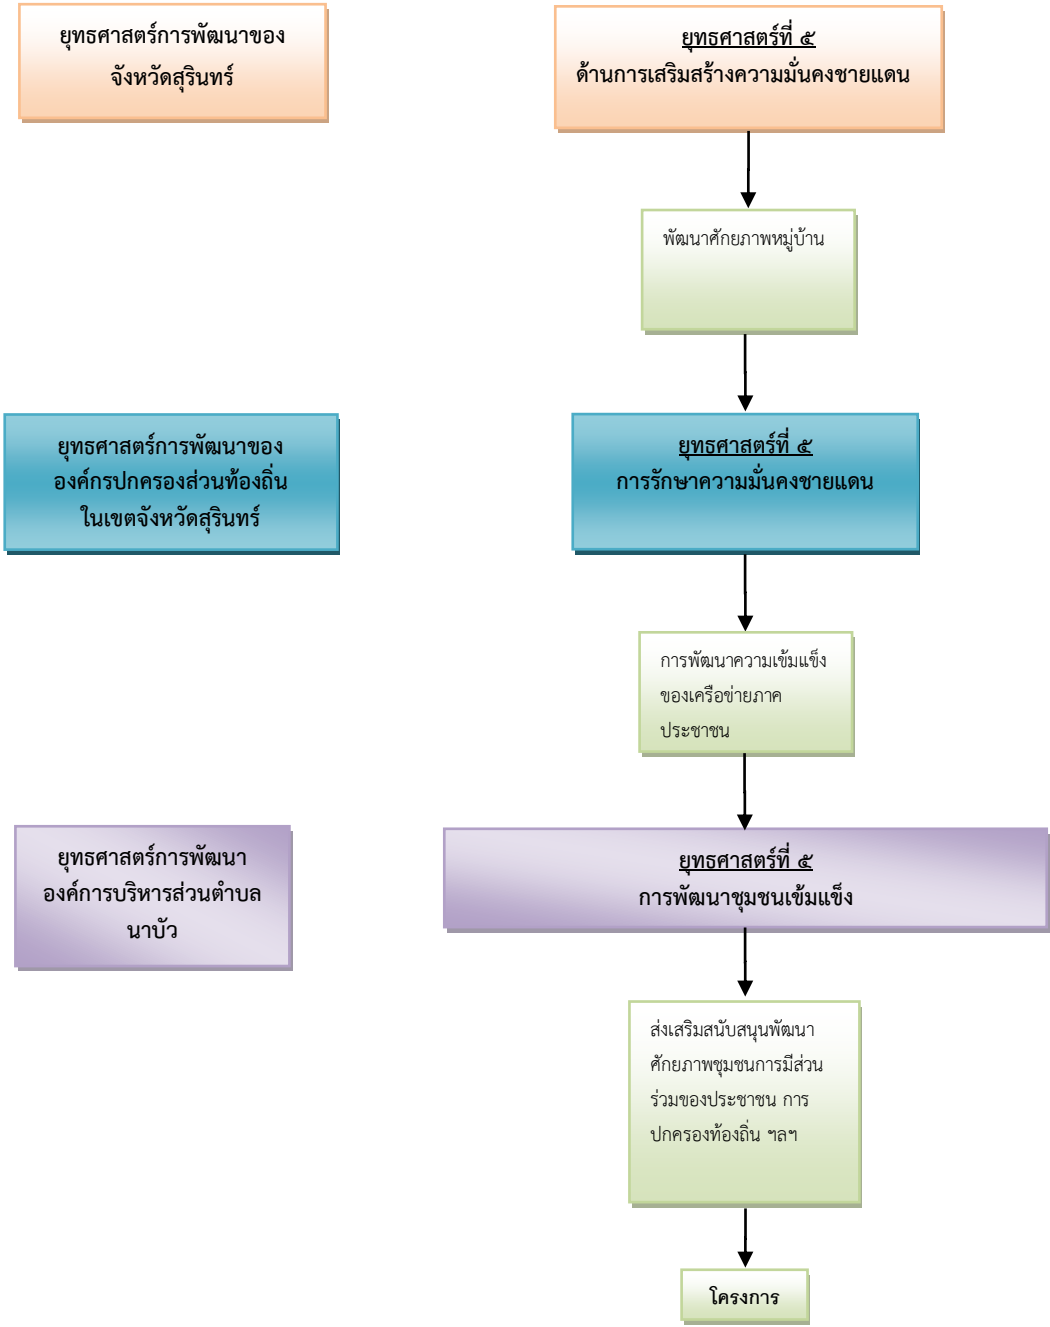 ยุทธศาสตร์การพัฒนาของ
จังหวัดสุรินทร์
ยุทธศาสตร์ที่ ๕
ด้านการเสริมสร้างความมั่นคงชายแดน
พัฒนาศักยภาพหมู่บ้าน
ยุทธศาสตร์การพัฒนาของ
องค์กรปกครองส่วนท้องถิ่น
ในเขตจังหวัดสุรินทร์
ยุทธศาสตร์ที่ ๕
การรักษาความมั่นคงชายแดน
การพัฒนาความเข้มแข็ง
ของเครือข่ายภาค
ประชาชน
ยุทธศาสตร์การพัฒนา
องค์การบริหารส่วนตำบล
นาบัว
ยุทธศาสตร์ที่ ๕
การพัฒนาชุมชนเข้มแข็ง
ส่งเสริมสนับสนุนพัฒนา
ศักยภาพชุมชนการมีส่วน
ร่วมของประชาชน การ
ปกครองท้องถิ่น ฯลฯ
โครงการ